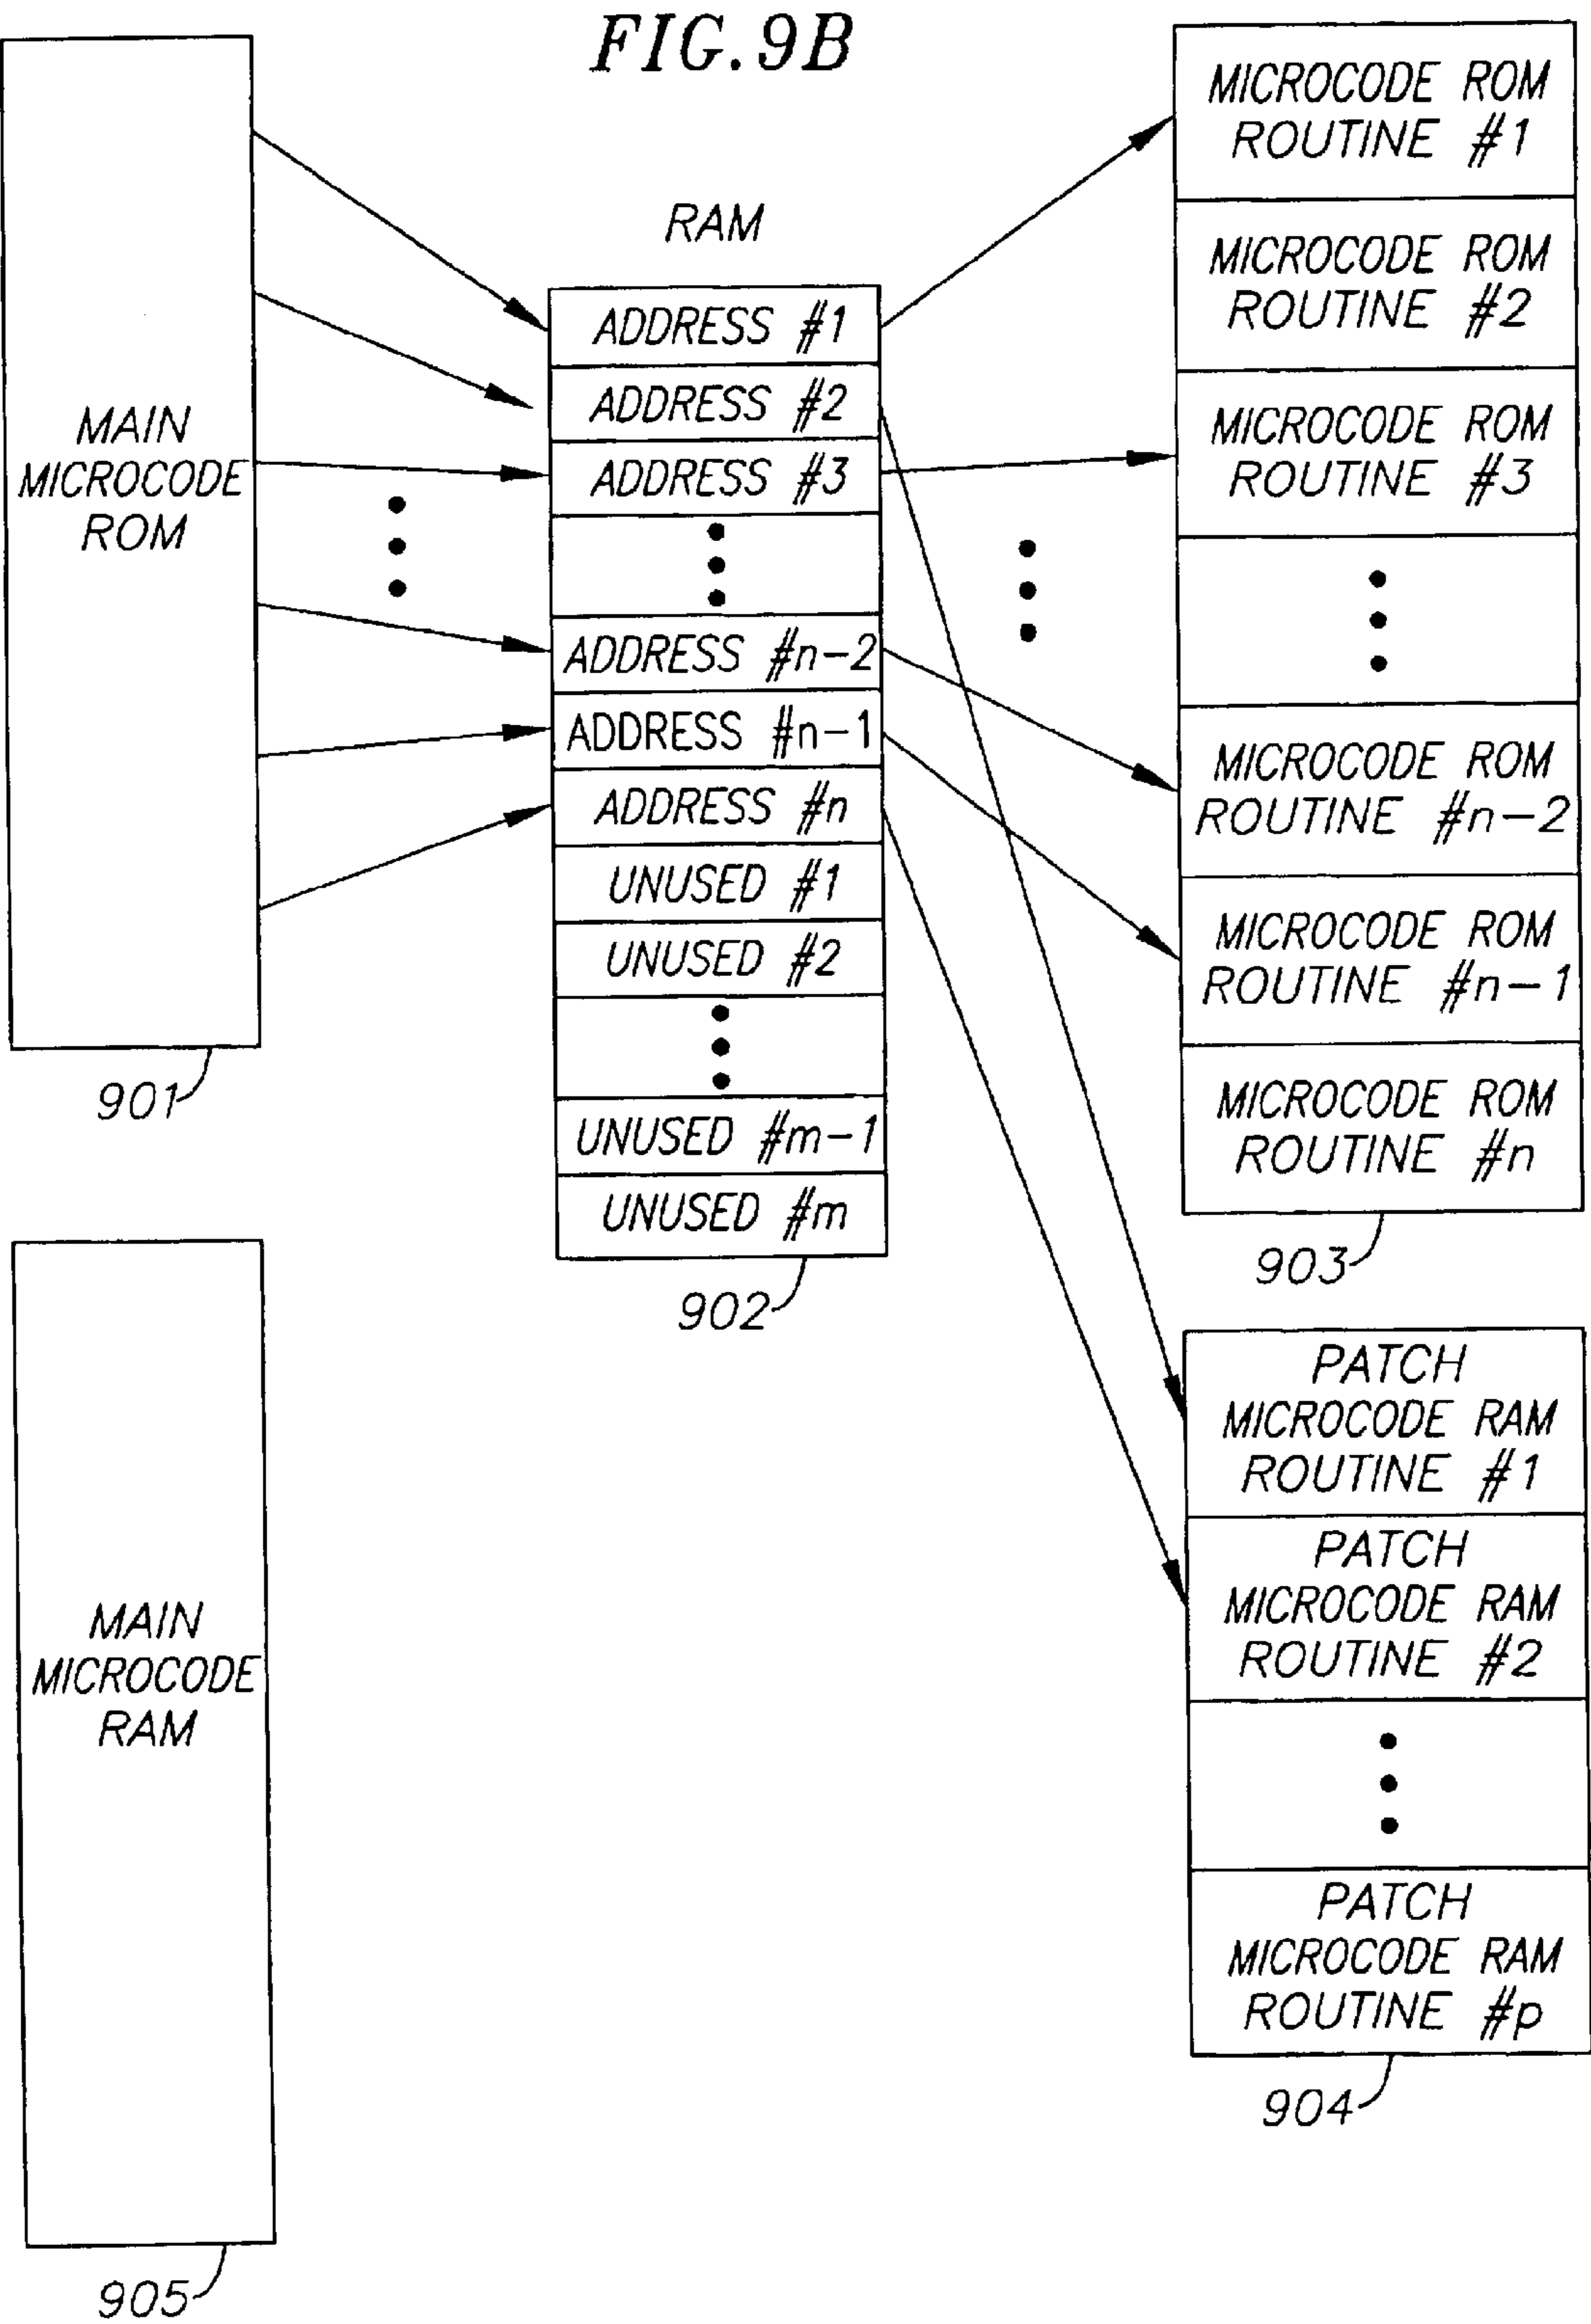 FIG.9B
MAIN
MICROCODE
ROM
901
RAM
ADDRESS #1
ADDRESS #2
ADDRESS #3
ADDRESS #n-2
ADDRESS #n-1
ADDRESS #n
UNUSED #1
UNUSED #2
UNUSED #m-1
UNUSED #m
902
MICROCODE ROM
ROUTINE #1
MICROCODE ROM
ROUTINE #2
MICROCODE ROM
ROUTINE #3
MICROCODE ROM
ROUTINE #n-2
MICROCODE ROM
ROUTINE #n-1
MICROCODE ROM
ROUTINE #n
903
MAIN
MICROCODE
RAM
905
PATCH
MICROCODE RAM
ROUTINE #1
PATCH
MICROCODE RAM
ROUTINE #2
PATCH
MICROCODE RAM
ROUTINE #p
904